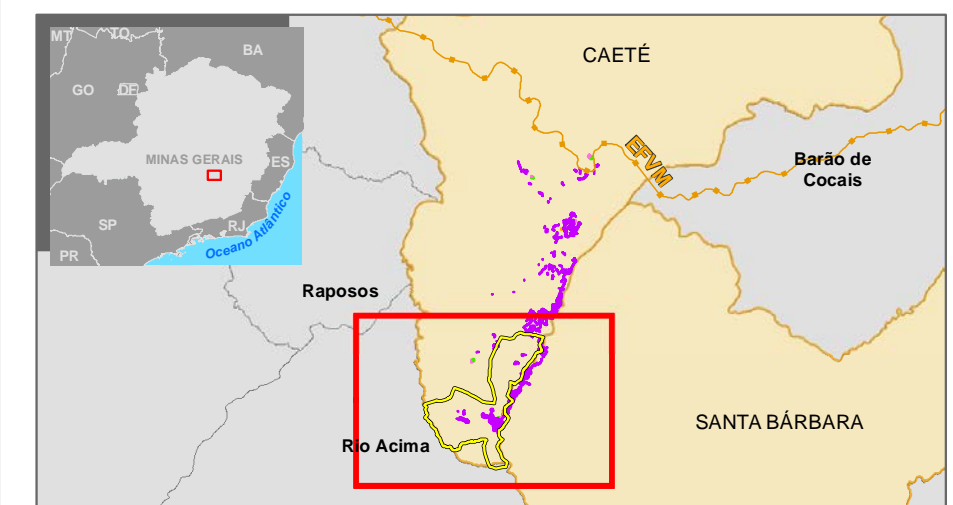 MT
TO
BA
GO
DF
MINAS GERAIS
ES
SP
RJ
PR
Oceano Atlântico
CAETÉ
EFVM
Barão de
Cocais
Raposos
Rio Acima
SANTA BÁRBARA